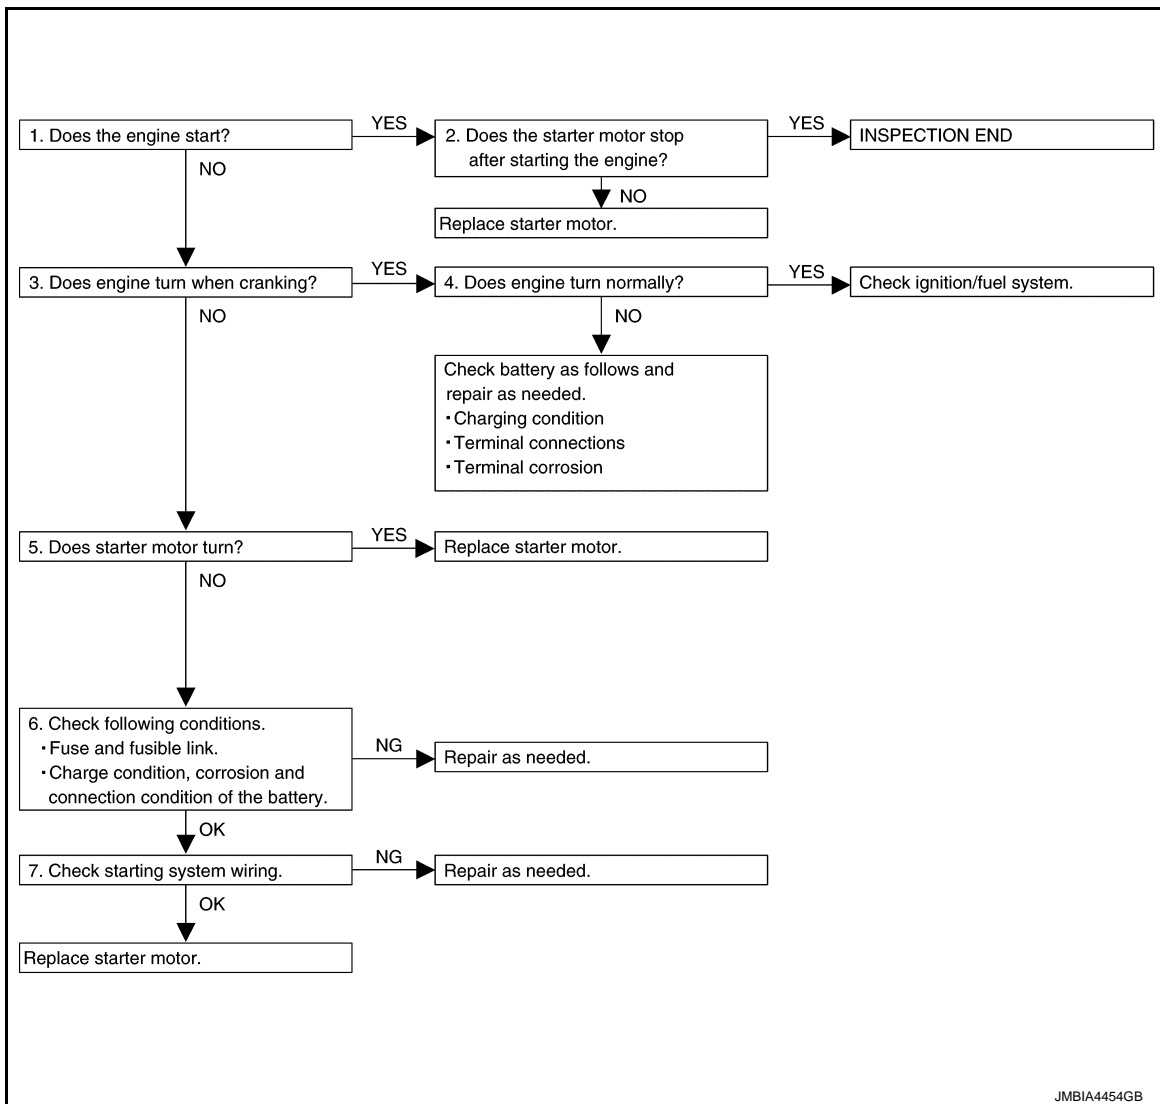 1. Does the engine start?
YES
2. Does the starter motor stop
after starting the engine?
YES
INSPECTION END
NO
NO
Replace starter motor.
3. Does engine turn when cranking?
YES
4. Does engine turn normally?
YES
Check ignition/fuel system.
NO
NO
Check battery as follows and
repair as needed.
・Charging condition
・Terminal connections
・Terminal corrosion
5. Does starter motor turn?
YES
Replace starter motor.
NO
6. Check following conditions.
・Fuse and fusible link.
・Charge condition, corrosion and
connection condition of the battery.
NG
Repair as needed.
OK
7. Check starting system wiring.
NG
Repair as needed.
OK
Replace starter motor.
JMBIA4454GB